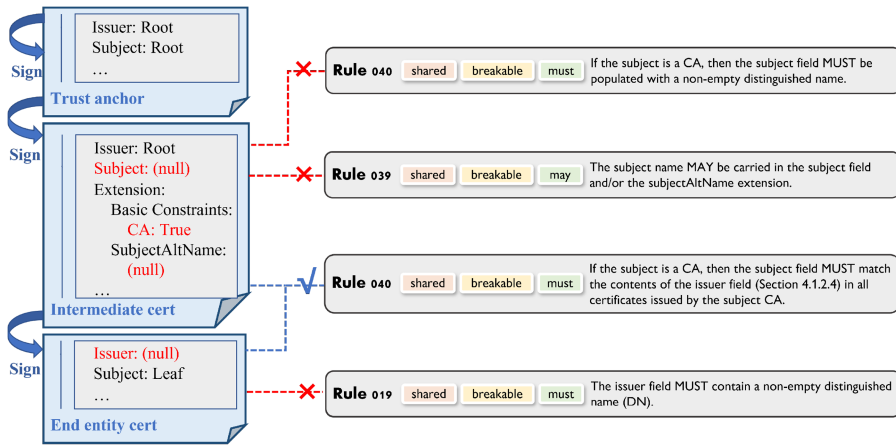 Issuer: Root
Subject: Root
…
Sign
Trust anchor
Sign
Issuer: Root
Subject: (null)
Extension:
Basic Constraints:
CA: True
SubjectAltName:
(null)
…
Intermediate cert
Sign
Issuer: (null)
Subject: Leaf
…
End entity cert
Rule 040 shared breakable must
If the subject is a CA, then the subject field MUST be
populated with a non-empty distinguished name.
Rule 039 shared breakable may
The subject name MAY be carried in the subject field
and/or the subjectAltName extension.
Rule 040 shared breakable must
If the subject is a CA, then the subject field MUST match
the contents of the issuer field (Section 4.1.2.4) in all
certificates issued by the subject CA.
Rule 019 shared breakable must
The issuer field MUST contain a non-empty distinguished
name (DN).